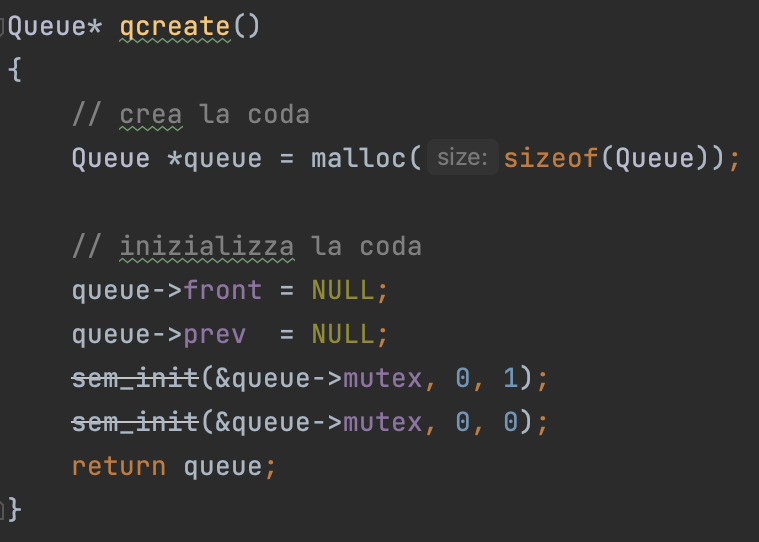 Queue* qcreate()
{
    // crea la coda
    Queue *queue = malloc( size: sizeof(Queue));

    // inizializza la coda
    queue->front = NULL;
    queue->prev  = NULL;
    sem_init(&queue->mutex, 0, 1);
    sem_init(&queue->mutex, 0, 0);
    return queue;
}